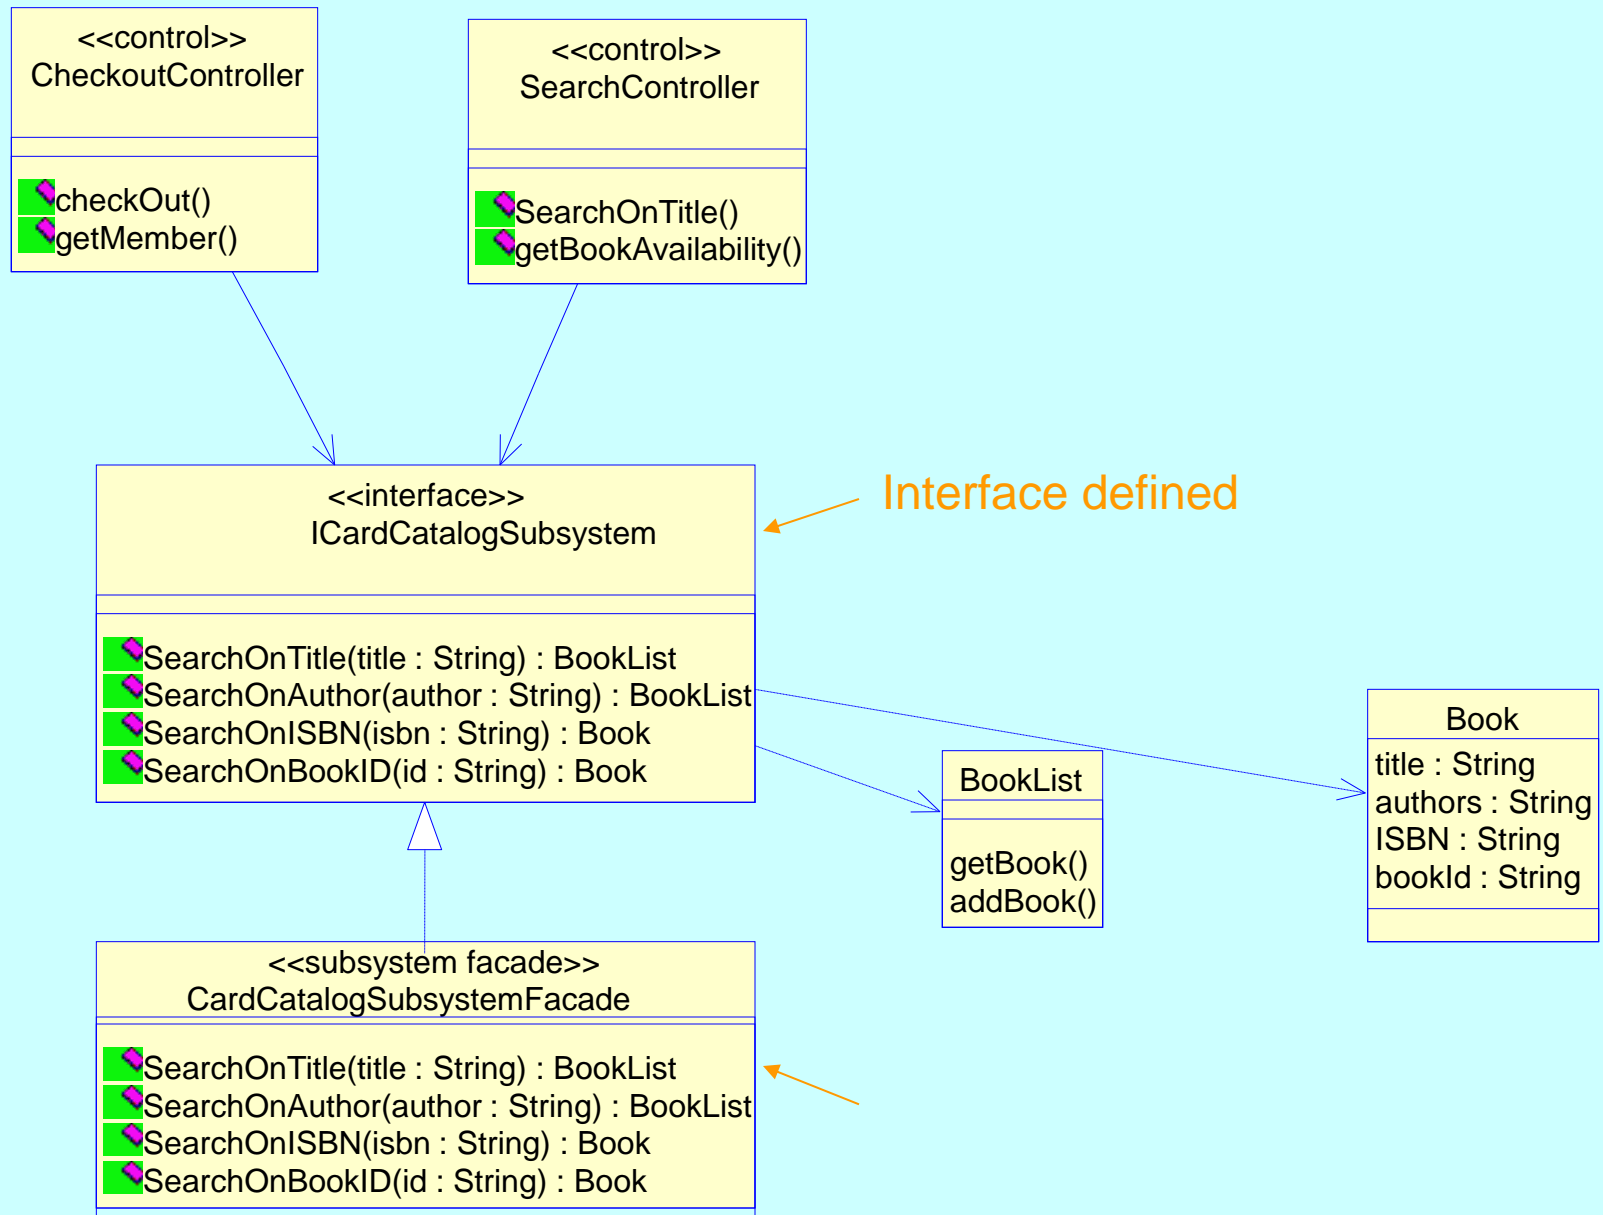 <<control>>
CheckoutController
checkOut()
getMember()
<<control>>
SearchController
SearchOnTitle()
getBookAvailability()
<<interface>>
ICardCatalogSubsystem
SearchOnTitle(title : String) : BookList
SearchOnAuthor(author : String) : BookList
SearchOnISBN(isbn : String) : Book
SearchOnBookID(id : String) : Book
Interface defined
BookList
getBook()
addBook()
Book
title : String
authors : String
ISBN : String
bookId : String
<<subsystem facade>>
CardCatalogSubsystemFacade
SearchOnTitle(title : String) : BookList
SearchOnAuthor(author : String) : BookList
SearchOnISBN(isbn : String) : Book
SearchOnBookID(id : String) : Book